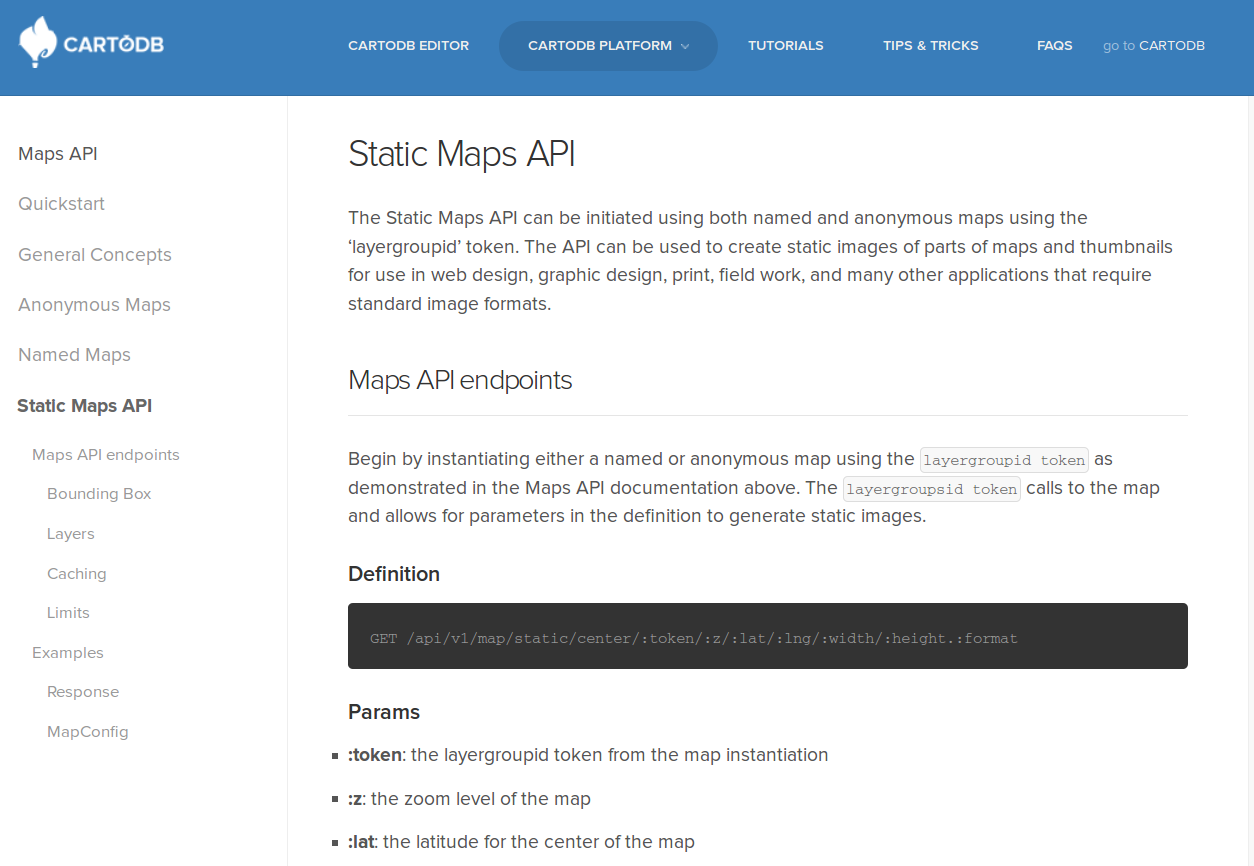 CARTODB
CARTODB EDITOR
CARTODB PLATFORM
TUTORIALS
TIPS & TRICKS
FAQS
go to CARTODB
Maps API
Quickstart
General Concepts
Anonymous Maps
Named Maps
Static Maps API
Maps API endpoints
Bounding Box
Layers
Caching
Limits
Examples
Response
MapConfig
Static Maps API
The Static Maps API can be initiated using both named and anonymous maps using the
‘layergroupid’ token. The API can be used to create static images of parts of maps and thumbnails
for use in web design, graphic design, print, field work, and many other applications that require
standard image formats.
Maps API endpoints
Begin by instantiating either a named or anonymous map using the layergroupid token as
demonstrated in the Maps API documentation above. The layergroupsid token calls to the map
and allows for parameters in the definition to generate static images.
Definition
GET /api/v1/map/static/center/:token/:z/:lat/:lng/:width/:height.:format
Params
:token: the layergroupid token from the map instantiation
:z: the zoom level of the map
:lat: the latitude for the center of the map